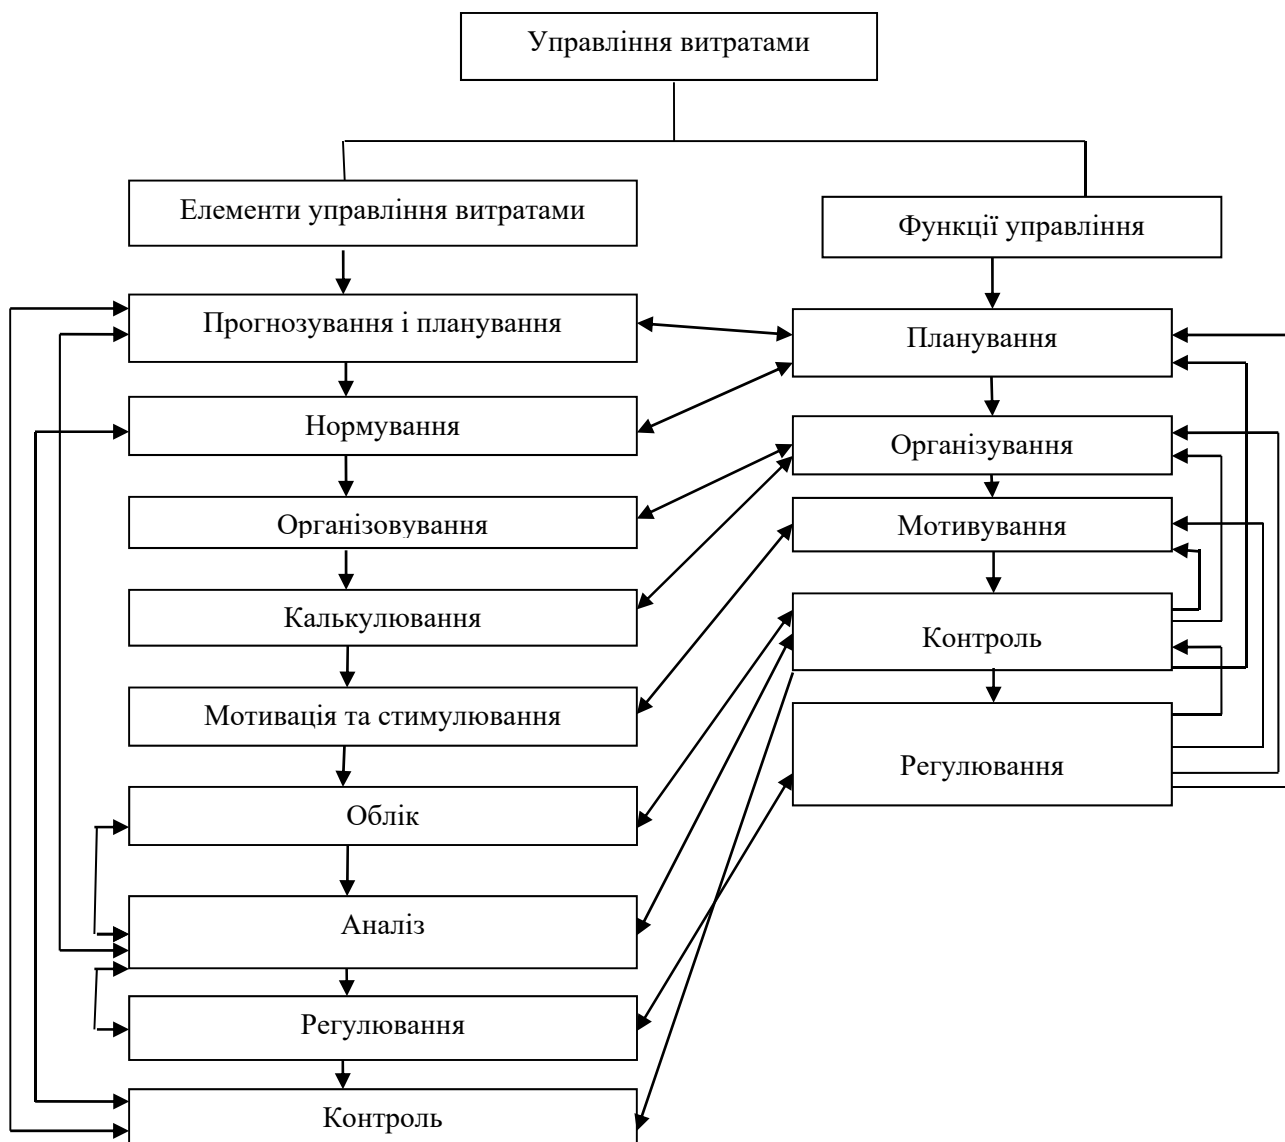 Управління витратами
Елементи управління витратами
Функції управління
Прогнозування і планування
Планування
Нормування
Організування
Організовування
Мотивування
Калькулювання
Контроль
Мотивація та стимулювання
Регулювання
Облік
Аналіз
Регулювання
Контроль